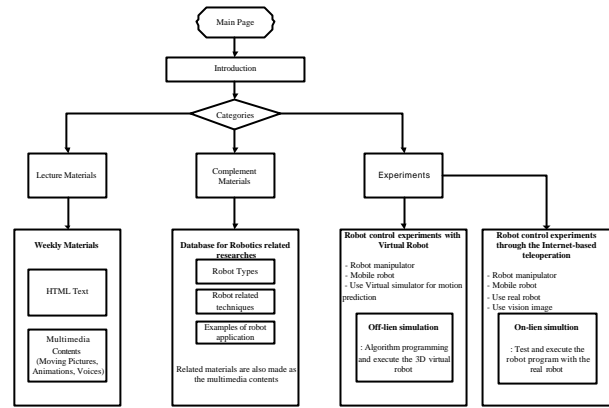 Main Page
Introduction
Categories
Lecture Materials
Complement
Materials
Experiments
Weekly Materials
HTML Text
Multimedia
Contents
(Moving Pictures,
Animations, Voices)
Database for Robotics related
researches
Robot Types
Robot related
techniques
Examples of robot
application
Related materials are also made as
the multimedia contents
Robot control experiments with
Virtual Robot
- Robot manipulator
- Mobile robot
- Use Virtual simulator for motion
prediction
Off-lien simulation
: Algorithm programming
and execute the 3D virtual
robot
Robot control experiments
through the Internet-based
teleoperation
- Robot manipulator
- Mobile robot
- Use real robot
- Use vision image
On-lien simultion
: Test and execute the
robot program with the
real robot